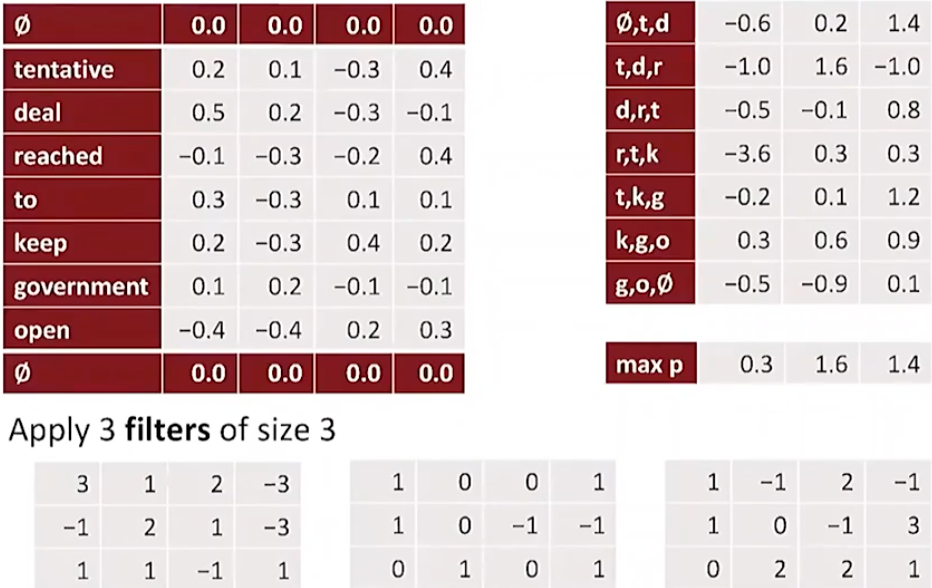 Ø 0.0 0.0 0.0 0.0
tentative 0.2 0.1 −0.3 0.4
deal 0.5 0.2 −0.3 −0.1
reached −0.1 −0.3 −0.2 0.4
to 0.3 −0.3 0.1 0.1
keep 0.2 −0.3 0.4 0.2
government 0.1 0.2 −0.1 −0.1
open −0.4 −0.4 0.2 0.3
Ø 0.0 0.0 0.0 0.0
Ø,t,d −0.6 0.2 1.4
t,d,r −1.0 1.6 −1.0
d,r,t −0.5 −0.1 0.8
r,t,k −3.6 0.3 0.3
t,k,g −0.2 0.1 1.2
k,g,o 0.3 0.6 0.9
g,o,Ø −0.5 −0.9 0.1
max p 0.3 1.6 1.4
Apply 3 filters of size 3
3 1 2 −3
−1 2 1 −3
1 1 −1 1
1 0 0 1
1 0 −1 −1
0 1 0 1
1 −1 2 −1
1 0 −1 3
0 2 2 1